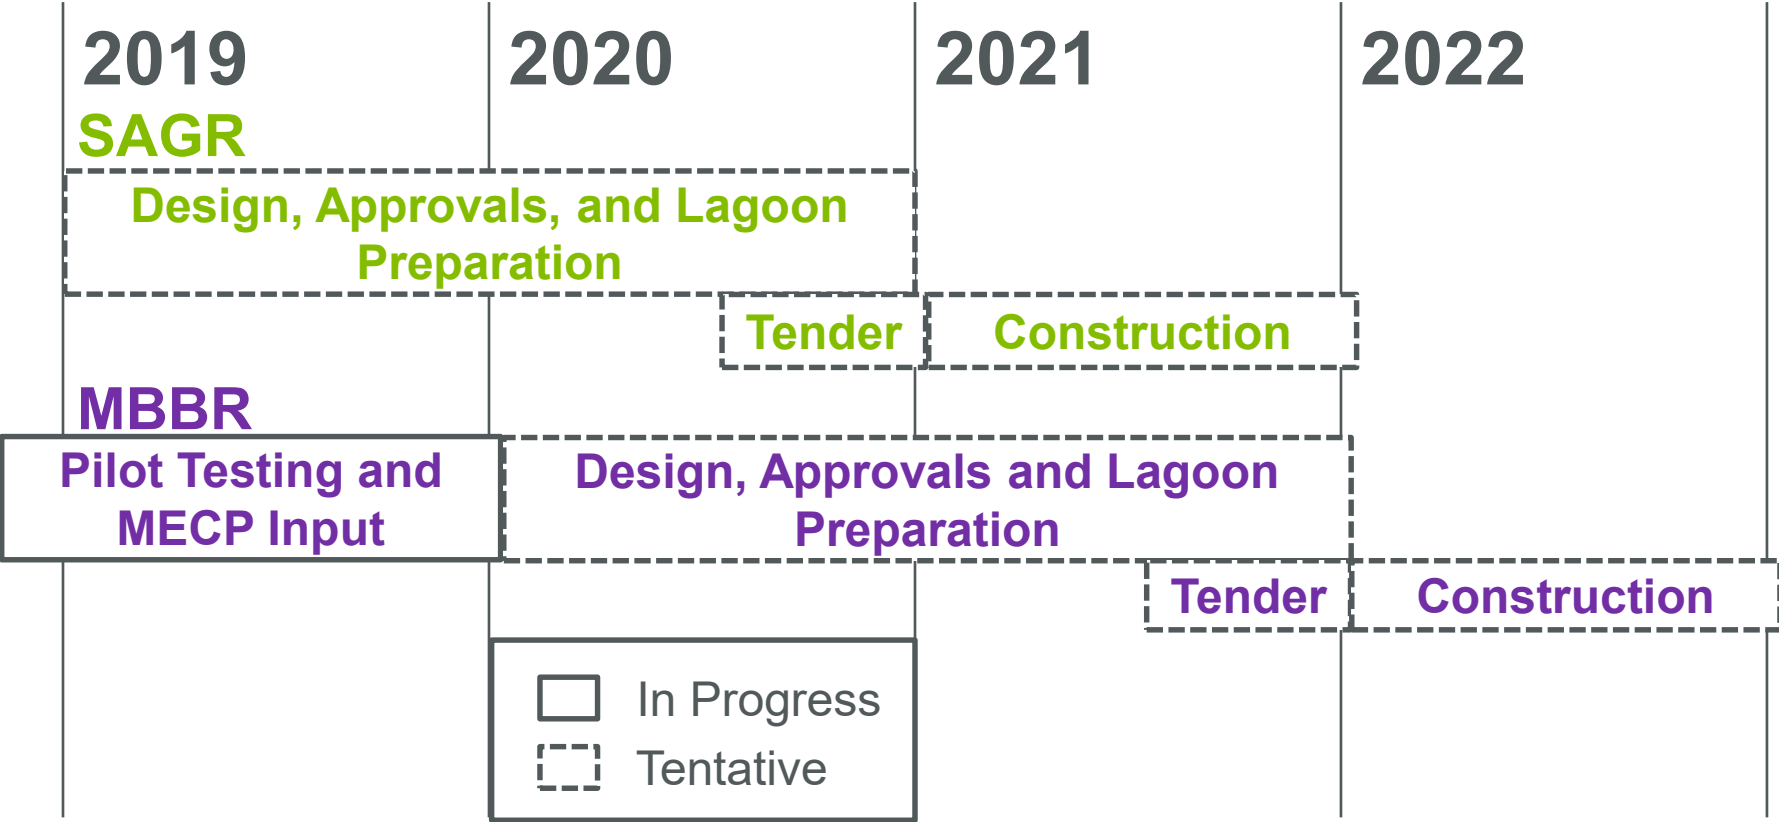 2019 2020 2021 2022
SAGR
Design, Approvals, and Lagoon
Preparation
Tender Construction
MBBR
Pilot Testing and
MECP Input
Design, Approvals and Lagoon
Preparation
Tender Construction
In Progress
Tentative